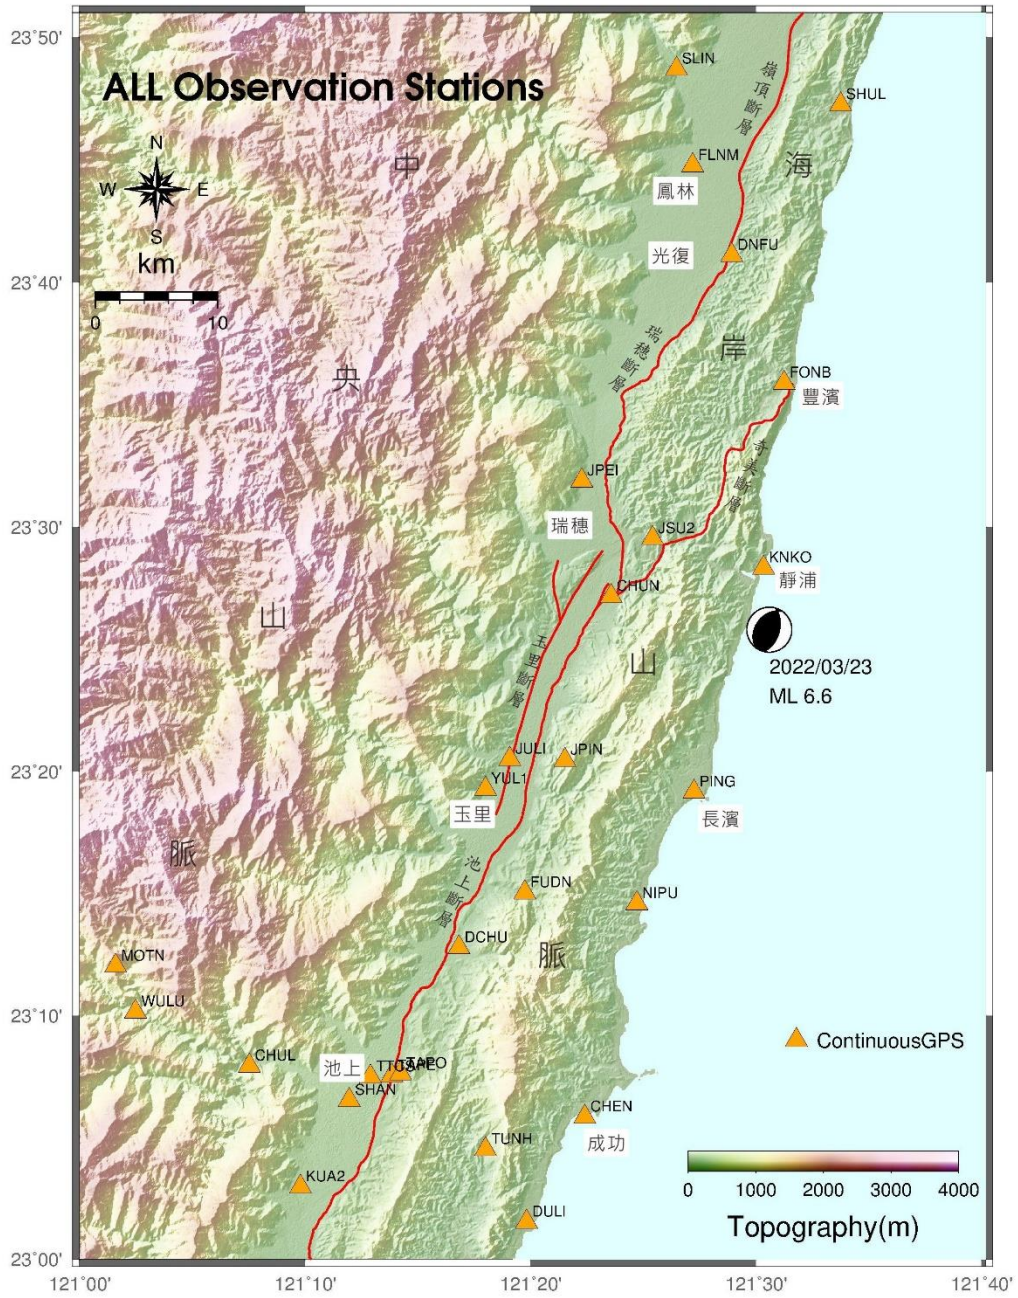 ALL Observation Stations
23°50'
23°40'
23°30'
23°20'
23°10'
23°00'
121°00'
121°10'
121°20'
121°30'
121°40'
N
W
E
S
km
0
10
SLIN
SHUL
嶺頂斷層
FLNM
鳳林
中
海
光復
DNFU
瑞穗斷層
岸
央
FONB
豐濱
奇美斷層
JPEI
瑞穗
JSU2
KNKO
靜浦
CHUN
山
山
2022/03/23
ML 6.6
玉里斷層
JULI
JPIN
YUL1
玉里
PING
長濱
脈
池上斷層
FUDN
NIPU
DCHU
脈
MOTN
WULU
CHUL
池上
TAPO
SHAN
CHEN
成功
TUNH
KUA2
DULI
ContinuousGPS
0
1000
2000
3000
4000
Topography(m)